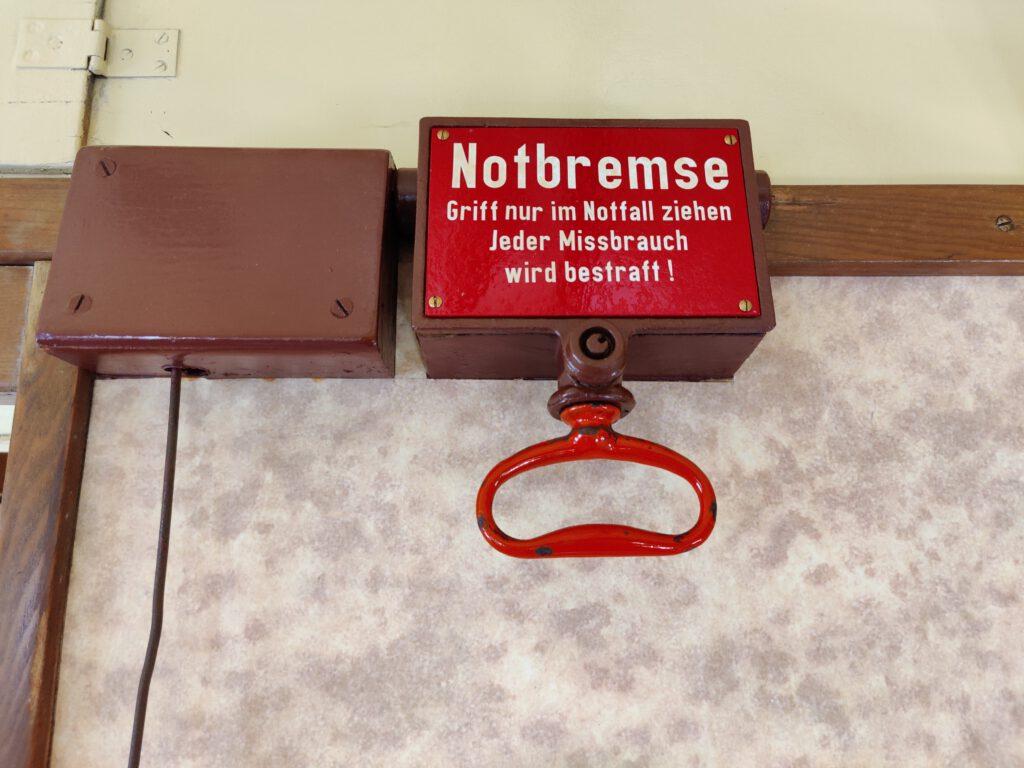 Notbremse
Griff nur im Notfall ziehen
Jeder Missbrauch
wird bestraft !